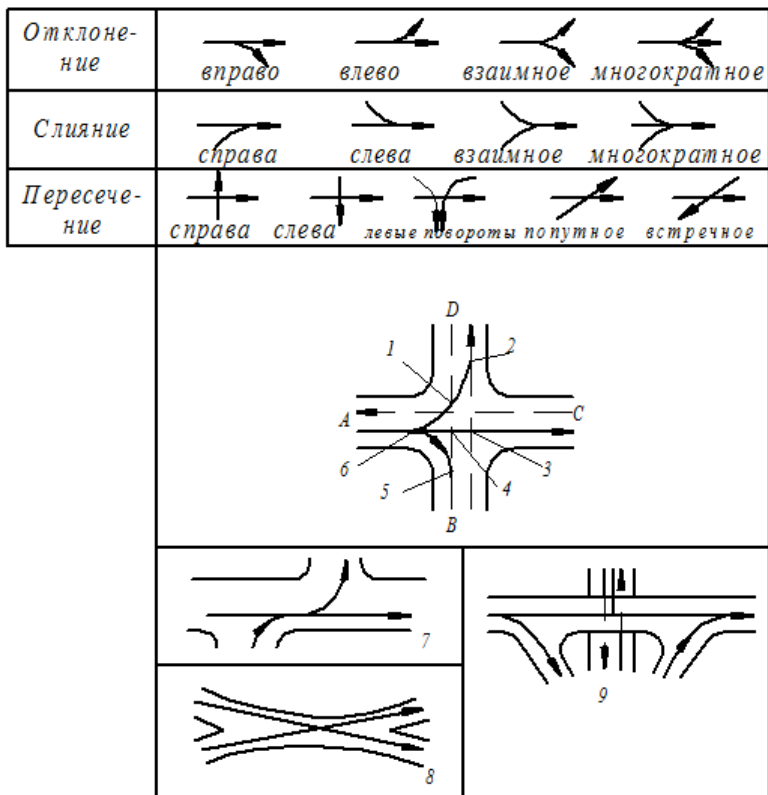 Отклоне-
ние
вправо влево взаимное многократное
Слияние
справа слева взаимное многократное
Пересече-
ние
справа слева левые повороты попутное встречное
D
1 2
A C
6 5 4 3
B
7
8
9